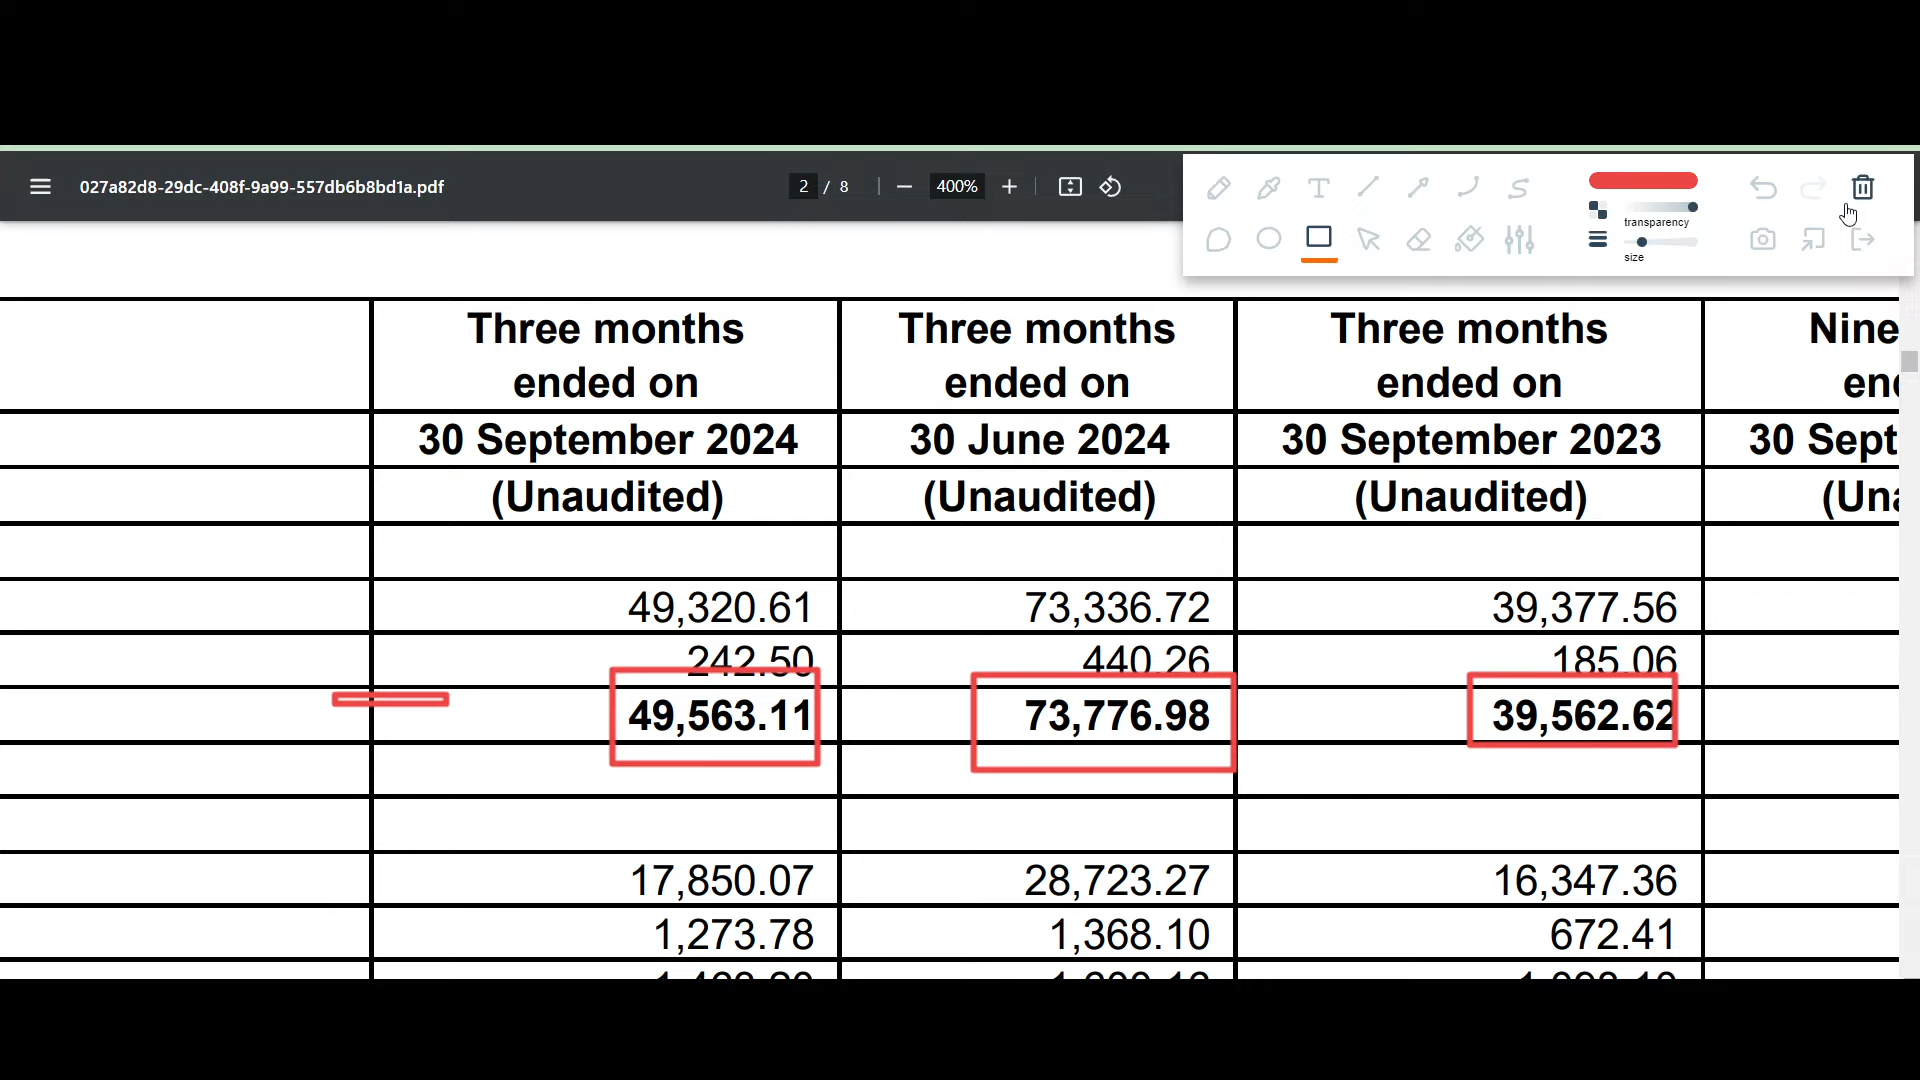 027a82d8-29dc-408f-9a99-557db6b8bd1a.pdf
2 / 8
400%
transparency
size
Three months ended on
Three months ended on
Three months ended on
Nine
30 September 2024
30 June 2024
30 September 2023
30 Sept
(Unaudited)
(Unaudited)
(Unaudited)
(Una
49,320.61 73,336.72 39,377.56
242.50 440.26 185.06
49,563.11 73,776.98 39,562.62
17,850.07 28,723.27 16,347.36
1,273.78 1,368.10 672.41